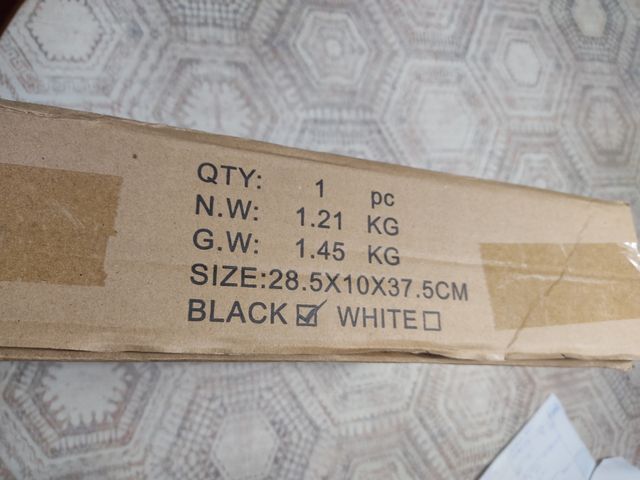 QTY: 1 pc
N.W: 1.21 KG
G.W: 1.45 KG
SIZE:28.5X10X37.5CM
BLACK☑ WHITE☐